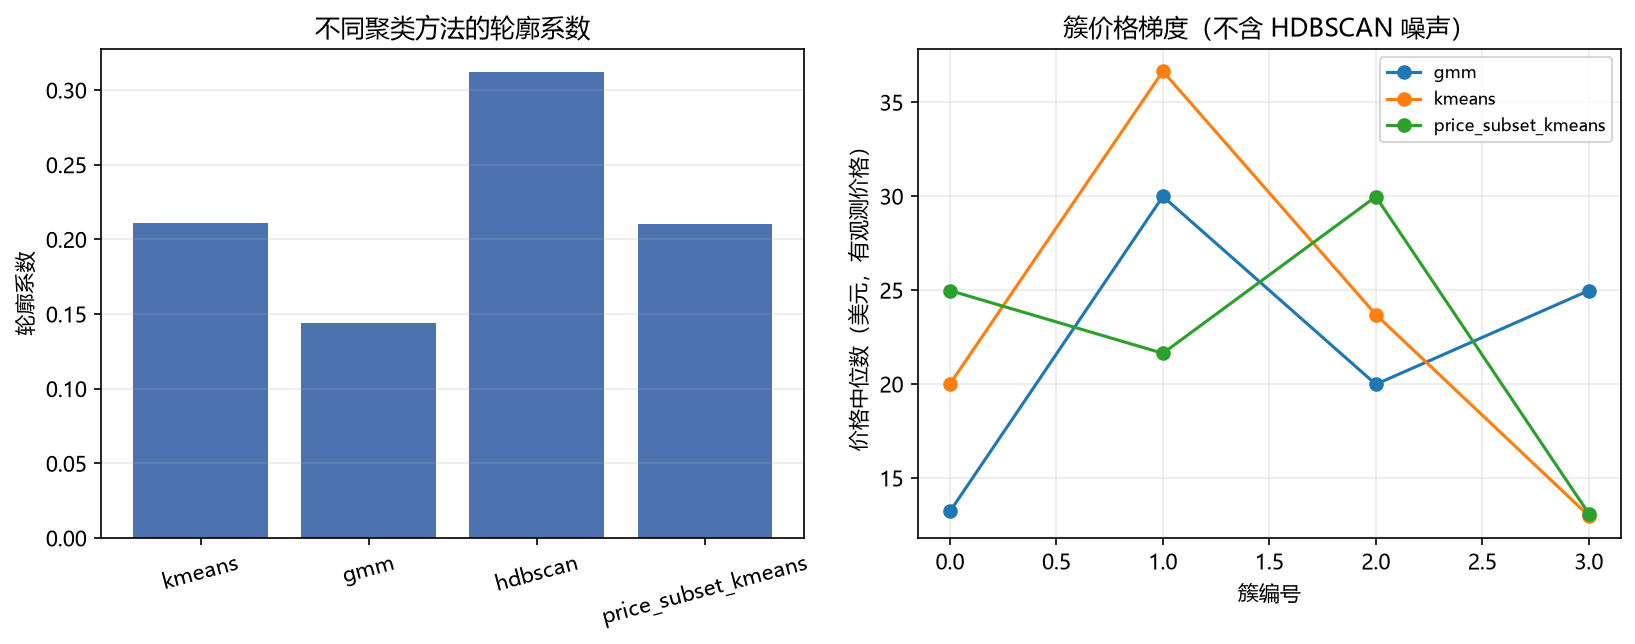 不同聚类方法的轮廓系数
轮廓系数
0.30
0.25
0.20
0.15
0.10
0.05
0.00
kmeans
gmm
hdbscan
price_subset_kmeans
簇价格梯度（不含 HDBSCAN 噪声）
gmm
kmeans
price_subset_kmeans
价格中位数（美元，有观测价格）
35
30
25
20
15
0.0
0.5
1.0
1.5
2.0
2.5
3.0
簇编号